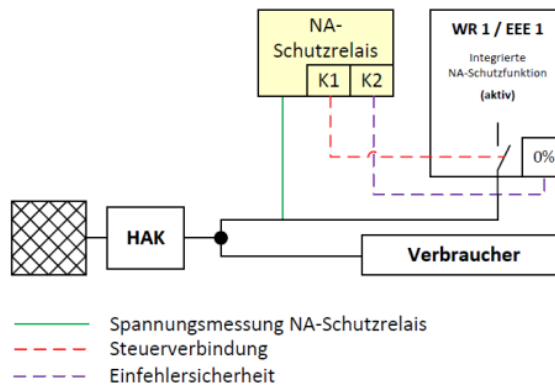 NA-
Schutzrelais
K1 K2
WR 1 / EEE 1
Integrierte
NA-Schutzfunktion
(aktiv)
0%
HAK
Verbraucher
Spannungsmessung NA-Schutzrelais
Steuerverbindung
Einfehlersicherheit